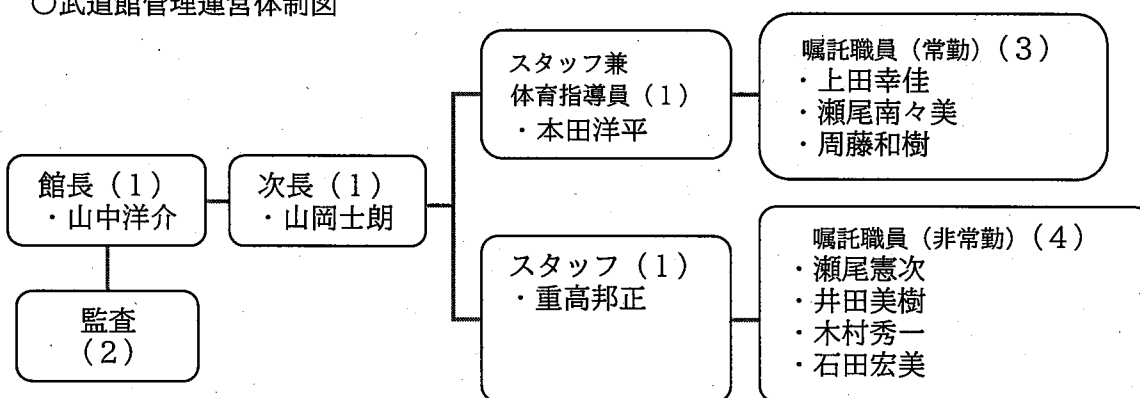 ○武道館管理運営体制図
館長（1）
・山中洋介
監査
（2）
次長（1）
・山岡士朗
スタッフ兼
体育指導員（1）
・本田洋平
スタッフ（1）
・重高邦正
嘱託職員（常勤）（3）
・上田幸佳
・瀬尾南々美
・周藤和樹
嘱託職員（非常勤）（4）
・瀬尾憲次
・井田美樹
・木村秀一
・石田宏美